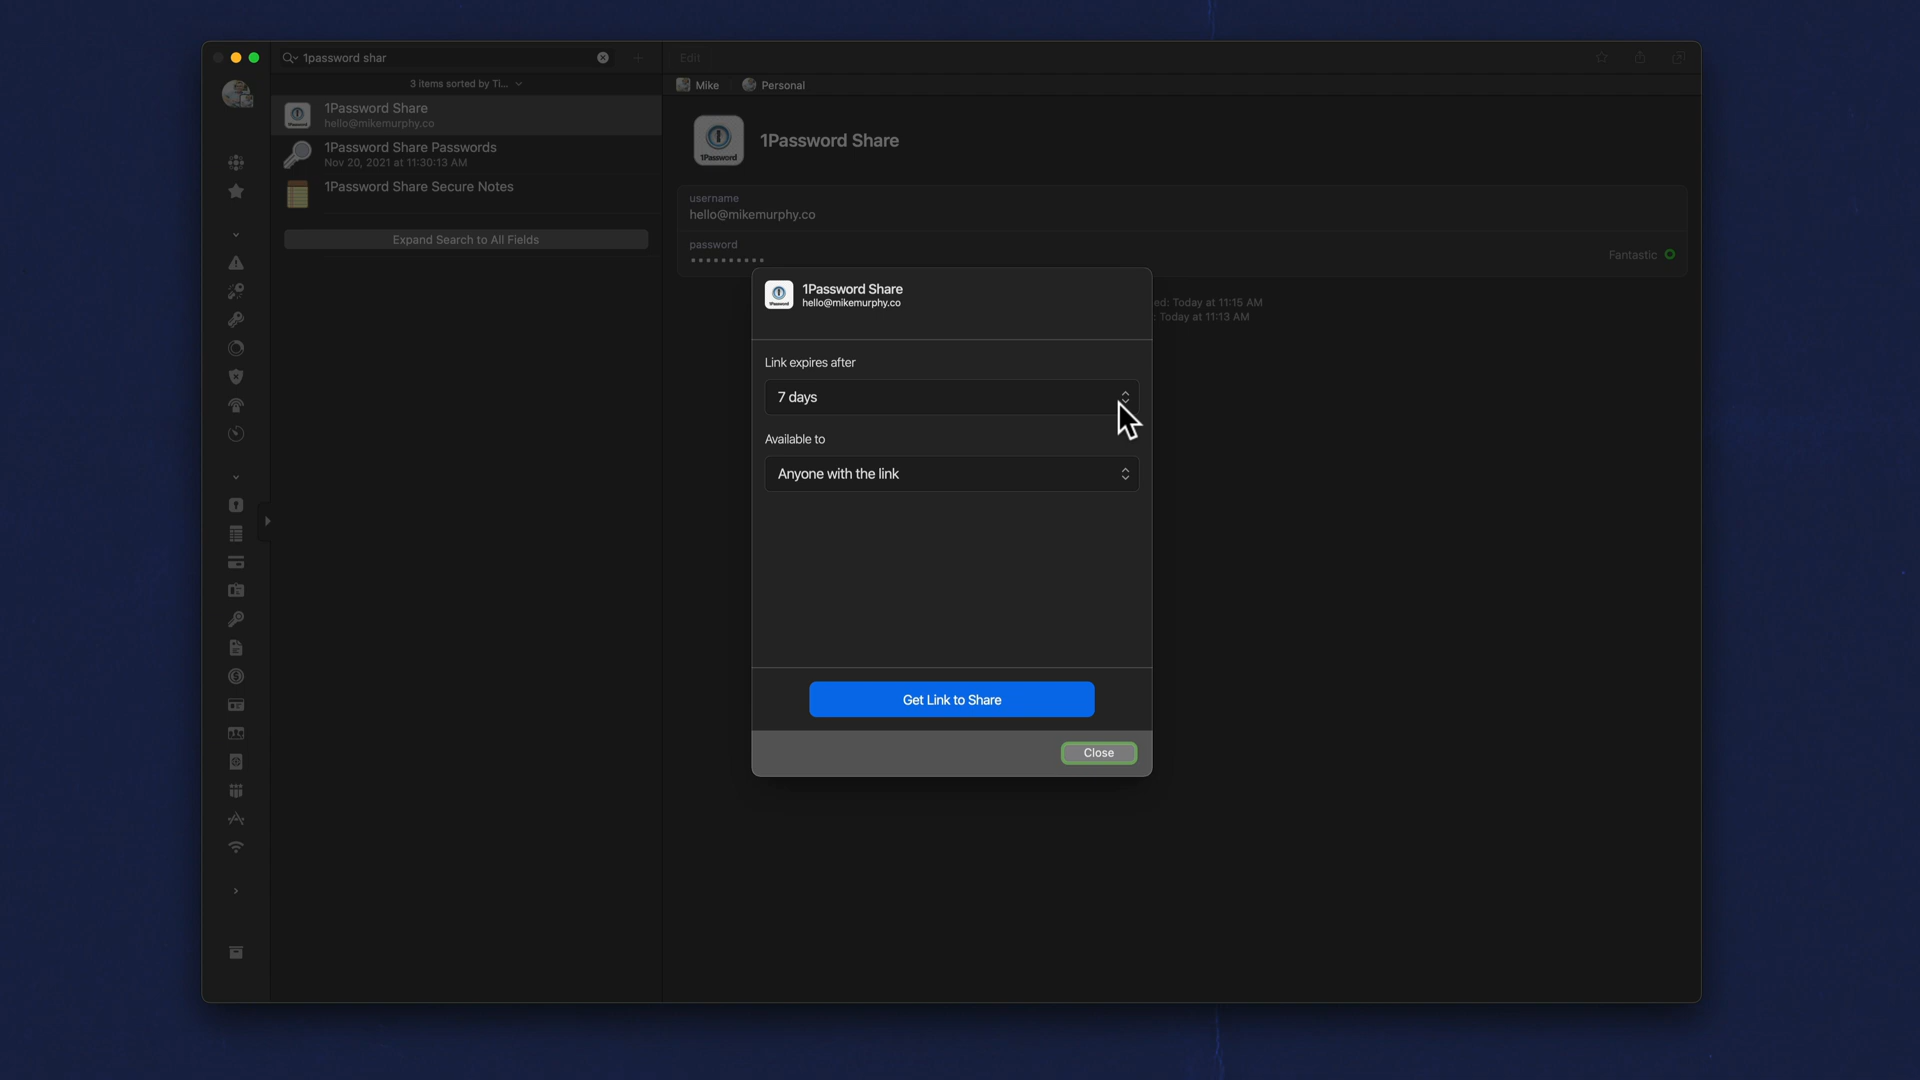 1password shar
Edit
3 items sorted by Ti...
Mike
Personal
1Password Share
hello@mikemurphy.co
1Password Share Passwords
Nov 20, 2021 at 11:30:13 AM
1Password Share Secure Notes
Expand Search to All Fields
1Password
1Password Share
username
hello@mikemurphy.co
password
Fantastic
ed: Today at 11:15 AM
: Today at 11:13 AM
1Password Share
hello@mikemurphy.co
Link expires after
7 days
Available to
Anyone with the link
Get Link to Share
Close